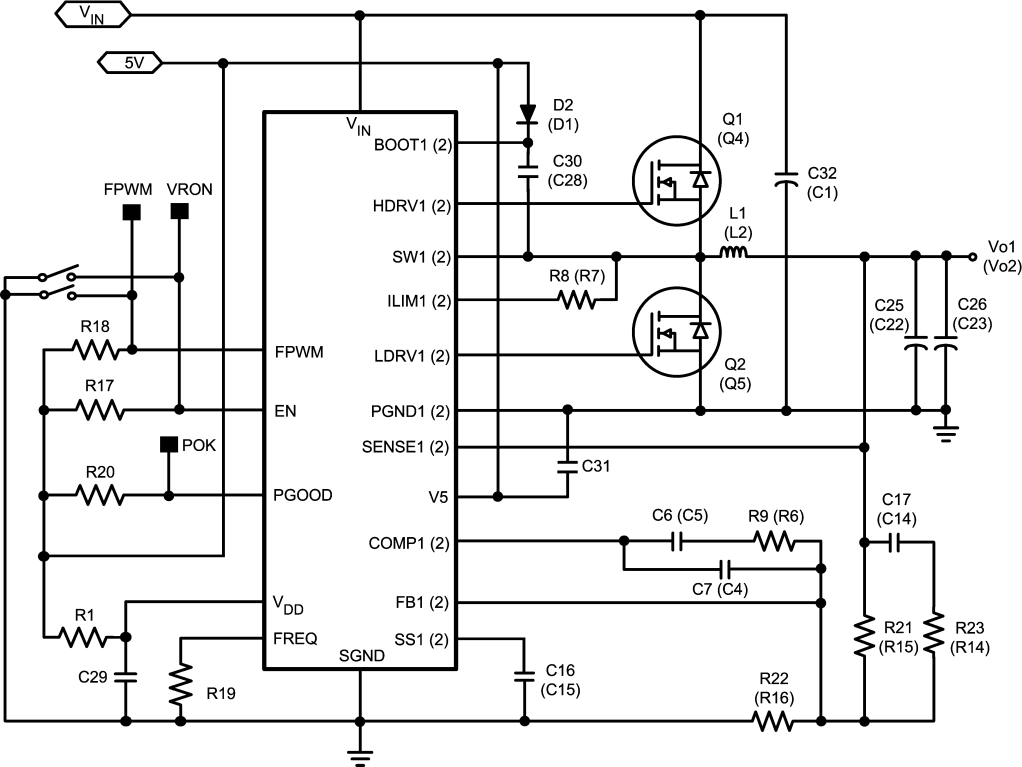 VIN
5V
D2
(D1)
Q1
(Q4)
VIN
BOOT1 (2)
C30
(C28)
C32
(C1)
FPWM
VRON
HDRV1 (2)
L1
(L2)
SW1 (2)
Vo1
(Vo2)
R8 (R7)
ILIM1 (2)
C25
(C22)
C26
(C23)
R18
FPWM
LDRV1 (2)
Q2
(Q5)
R17
EN
PGND1 (2)
POK
SENSE1 (2)
C31
R20
PGOOD
V5
C17
(C14)
C6 (C5)
R9 (R6)
COMP1 (2)
C7 (C4)
VDD
FB1 (2)
R1
FREQ
SS1 (2)
R21
(R15)
R23
(R14)
SGND
C29
R19
C16
(C15)
R22
(R16)